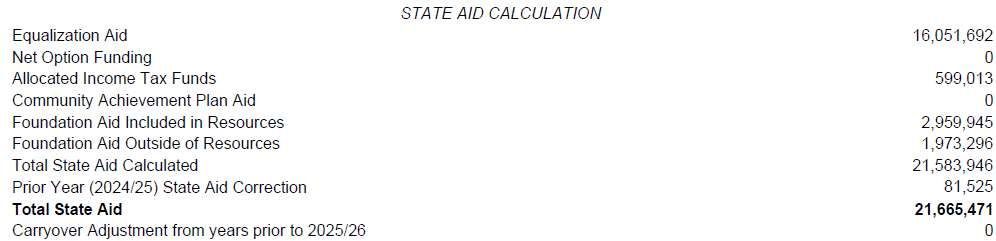 STATE AID CALCULATION
Equalization Aid 16,051,692
Net Option Funding 0
Allocated Income Tax Funds 599,013
Community Achievement Plan Aid 0
Foundation Aid Included in Resources 2,959,945
Foundation Aid Outside of Resources 1,973,296
Total State Aid Calculated 21,583,946
Prior Year (2024/25) State Aid Correction 81,525
Total State Aid 21,665,471
Carryover Adjustment from years prior to 2025/26 0